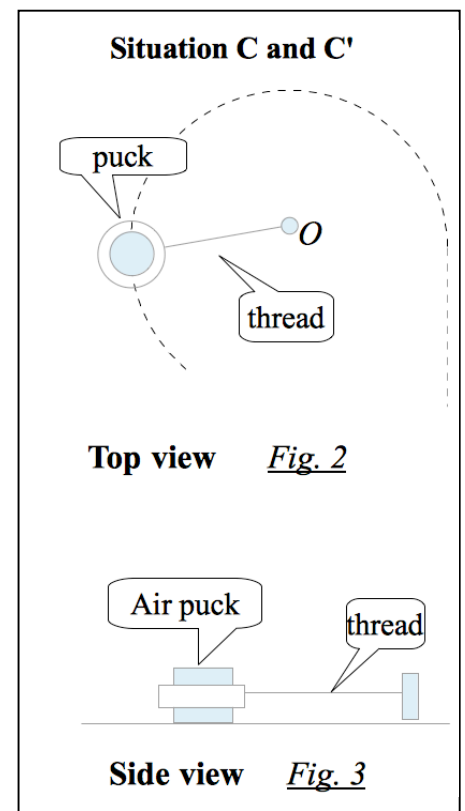 Situation C and C'
puck
O
thread
Top view Fig. 2
Air puck
thread
Side view Fig. 3